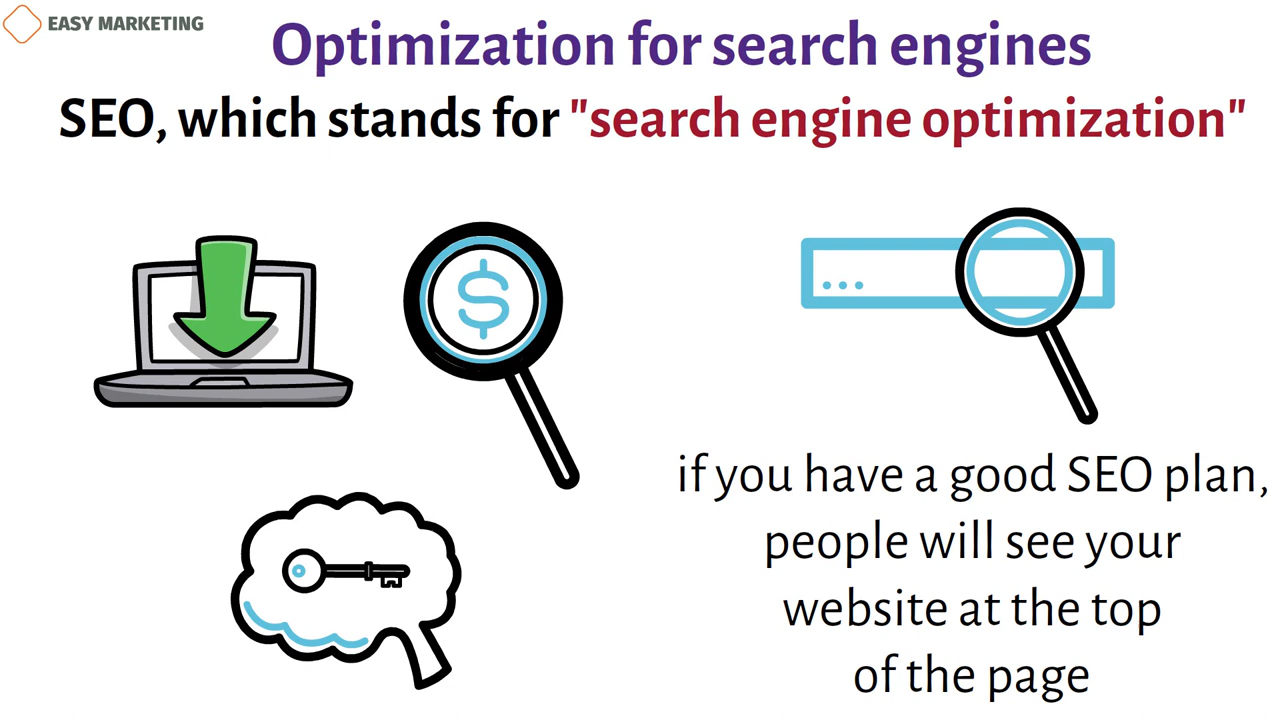 EASY MARKETING
Optimization for search engines
SEO, which stands for "search engine optimization"
$
if you have a good SEO plan,
people will see your
website at the top
of the page